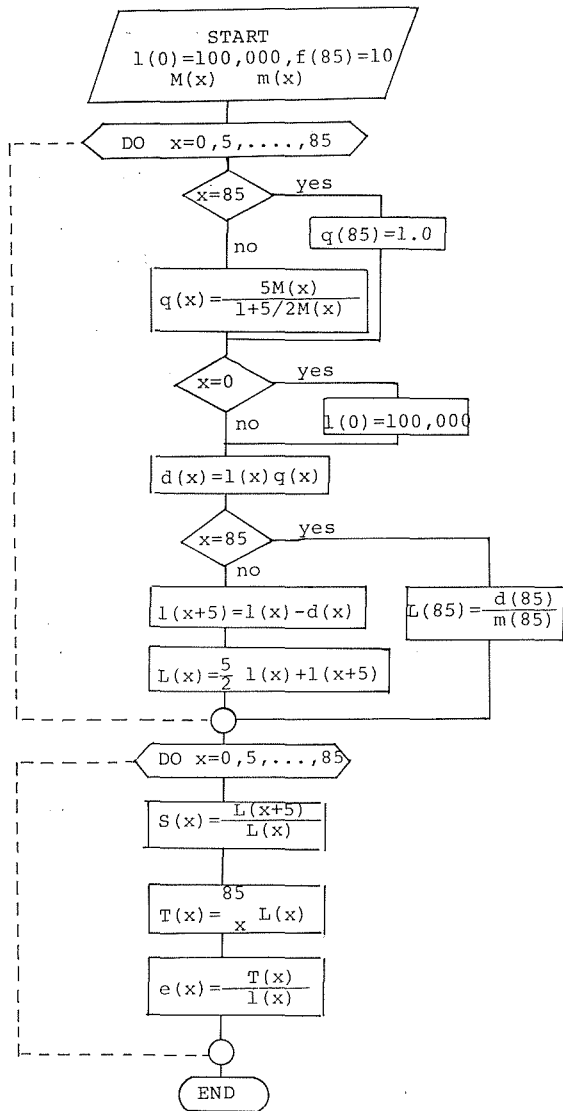 START
l(0)=100,000,f(85)=10
M(x) m(x)
DO x=0,5,....,85
x=85
yes
no
q(85)=1.0
q(x)=5M(x)/1+5/2M(x)
x=0
yes
no
l(0)=100,000
d(x)=l(x)q(x)
x=85
yes
no
l(x+5)=l(x)-d(x)
L(85)=d(85)/m(85)
L(x)=5/2 l(x)+l(x+5)
DO x=0,5,...,85
S(x)=L(x+5)/L(x)
85
T(x)= x L(x)
e(x)=T(x)/l(x)
END